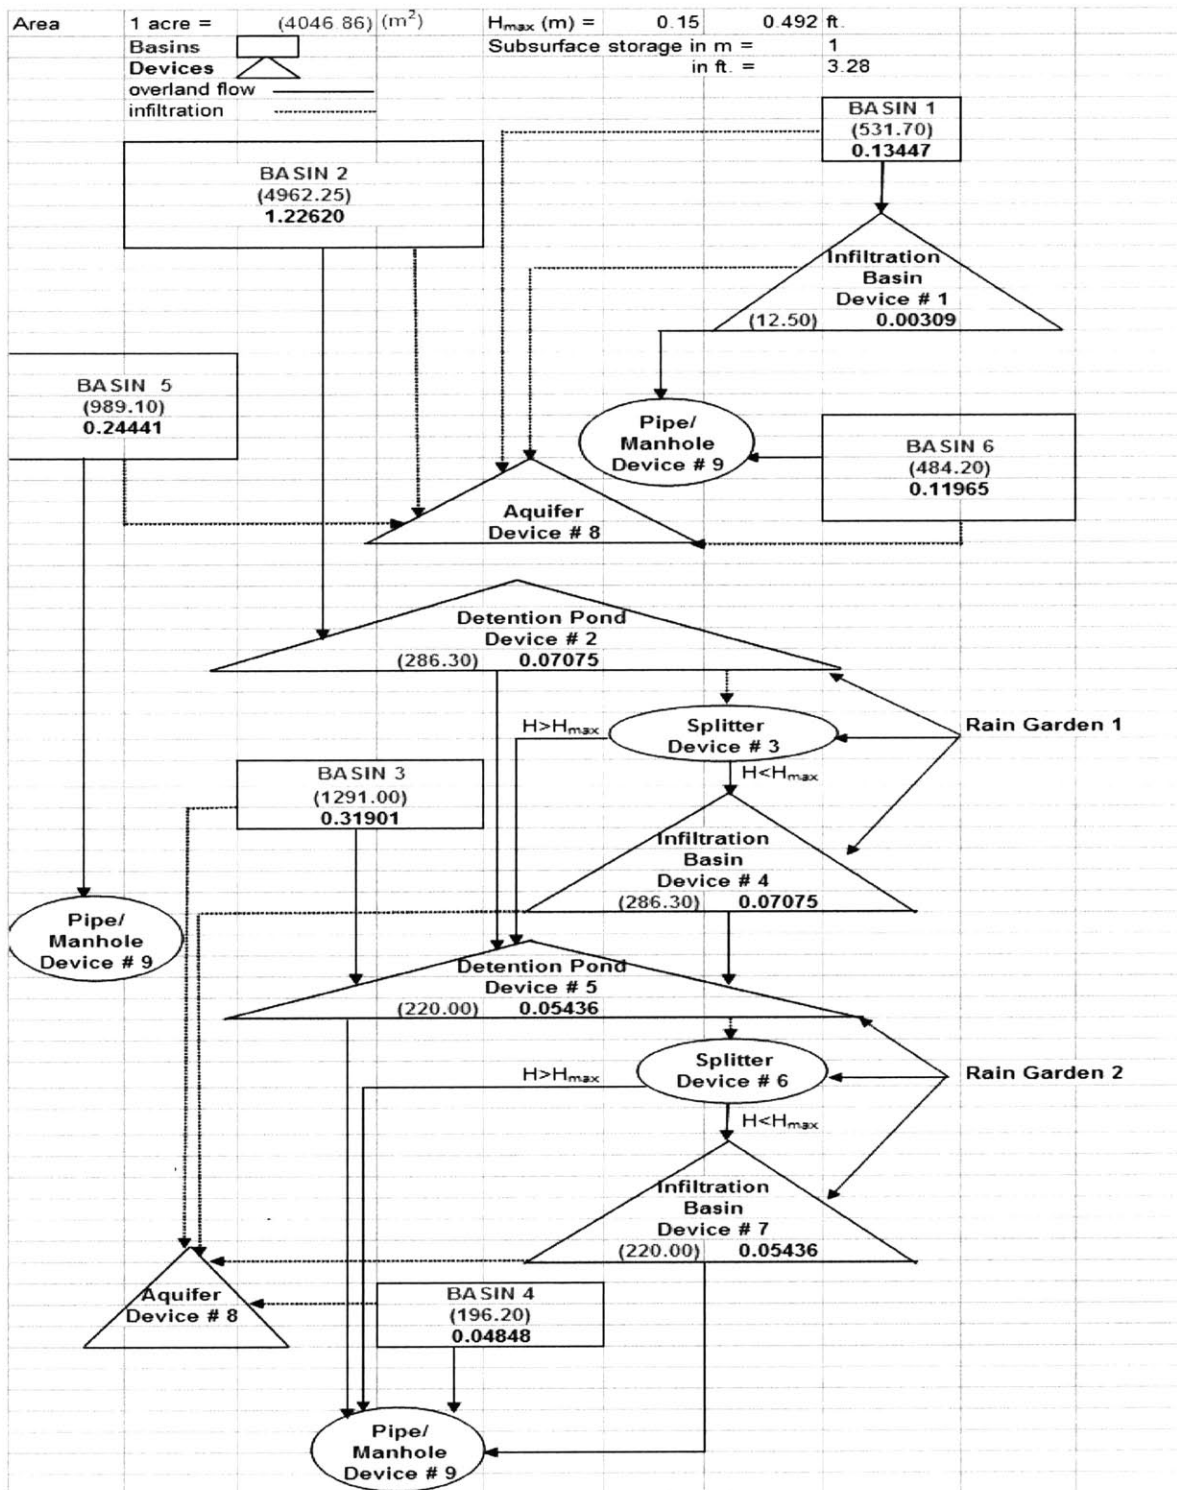 Area 1 acre = (4046.86) (m²) Hmax (m) = 0.15 0.492 ft.
Basins Subsurface storage in m = 1
Devices in ft. = 3.28
overland flow
infiltration
BASIN 1
(531.70)
0.13447
BASIN 2
(4962.25)
1.22620
Infiltration
Basin
Device # 1
(12.50) 0.00309
BASIN 5
(989.10)
0.24441
Pipe/
Manhole
Device # 9
BASIN 6
(484.20)
0.11965
Aquifer
Device # 8
Detention Pond
Device # 2
(286.30) 0.07075
H>Hmax
Splitter
Device # 3
Rain Garden 1
H<Hmax
BASIN 3
(1291.00)
0.31901
Infiltration
Basin
Device # 4
(286.30) 0.07075
Pipe/
Manhole
Device # 9
Detention Pond
Device # 5
(220.00) 0.05436
H>Hmax
Splitter
Device # 6
Rain Garden 2
H<Hmax
Infiltration
Basin
Device # 7
(220.00) 0.05436
Aquifer
Device # 8
BASIN 4
(196.20)
0.04848
Pipe/
Manhole
Device # 9